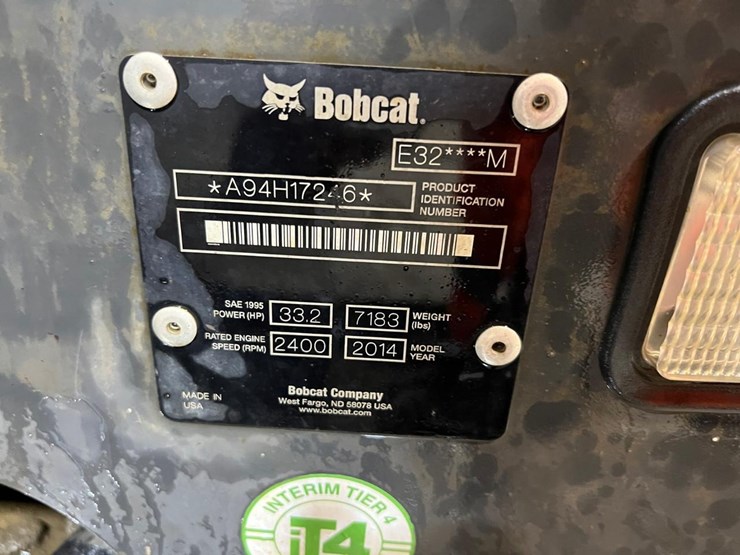 Bobcat.
E32****M
*A94H17246*
PRODUCT
IDENTIFICATION
NUMBER
SAE 1995
POWER (HP)
33.2
7183
WEIGHT
(lbs)
RATED ENGINE
SPEED (RPM)
2400
2014
MODEL
YEAR
MADE IN
USA
Bobcat Company
West Fargo, ND 58078 USA
www.bobcat.com
INTERIM TIER 4
iT4